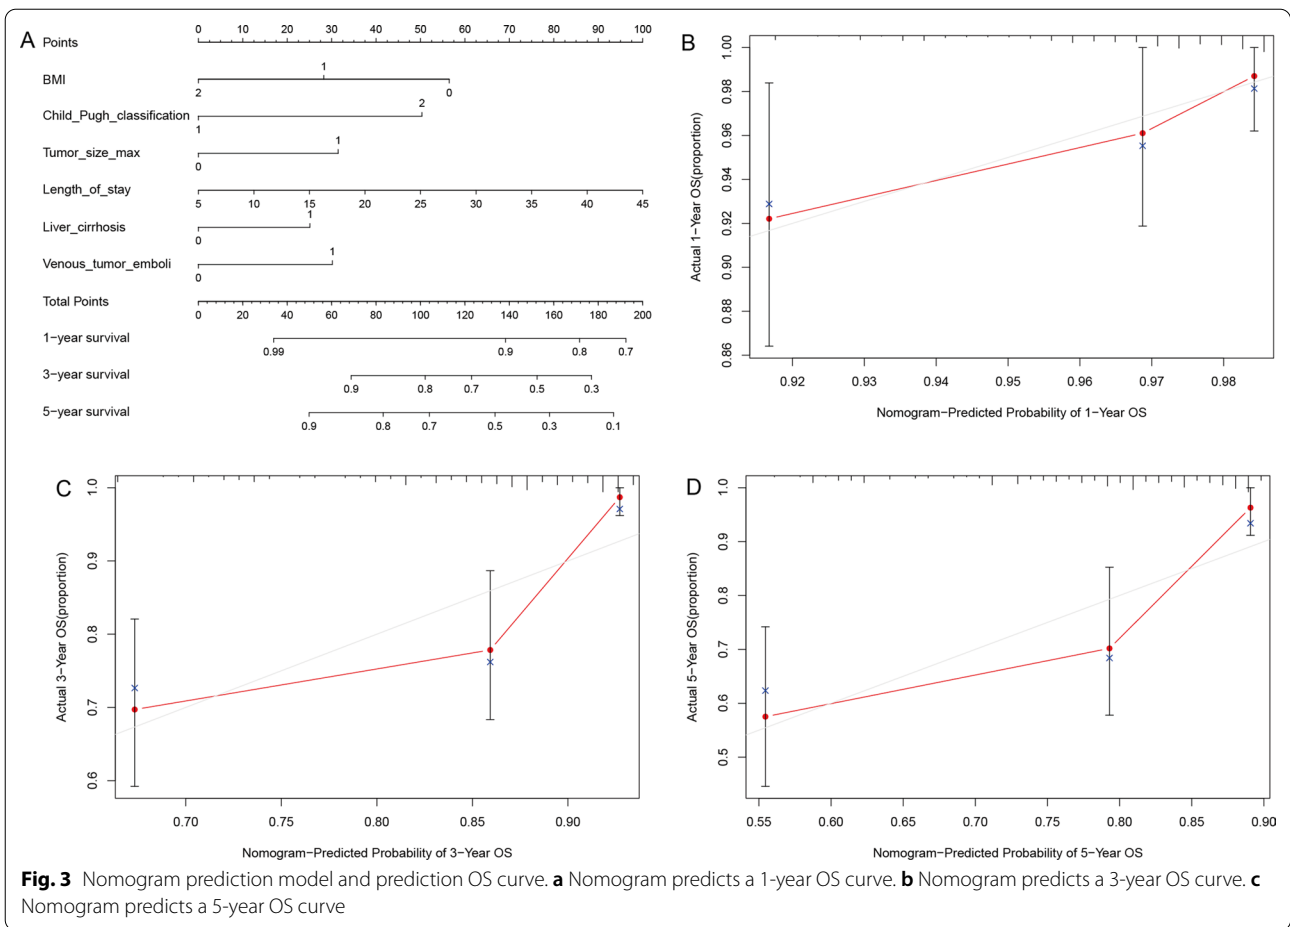 A
Points
0 10 20 30 40 50 60 70 80 90 100
BMI
1
2 0
Child_Pugh_classification
2
1
Tumor_size_max
1
0
Length_of_stay
5 10 15 20 25 30 35 40 45
Liver_cirrhosis
1
0
Venous_tumor_emboli
1
0
Total Points
0 20 40 60 80 100 120 140 160 180 200
1−year survival
0.99 0.9 0.8 0.7
3−year survival
0.9 0.8 0.7 0.5 0.3
5−year survival
0.9 0.8 0.7 0.5 0.3 0.1
B
Actual 1−Year OS(proportion)
0.86 0.88 0.90 0.92 0.94 0.96 0.98 1.00
0.92 0.93 0.94 0.95 0.96 0.97 0.98
Nomogram−Predicted Probability of 1−Year OS
C
Actual 3−Year OS(proportion)
0.6 0.7 0.8 0.9 1.0
0.70 0.75 0.80 0.85 0.90
Nomogram−Predicted Probability of 3−Year OS
D
Actual 5−Year OS(proportion)
0.5 0.6 0.7 0.8 0.9 1.0
0.55 0.60 0.65 0.70 0.75 0.80 0.85 0.90
Nomogram−Predicted Probability of 5−Year OS
Fig. 3 Nomogram prediction model and prediction OS curve. a Nomogram predicts a 1-year OS curve. b Nomogram predicts a 3-year OS curve. c
Nomogram predicts a 5-year OS curve